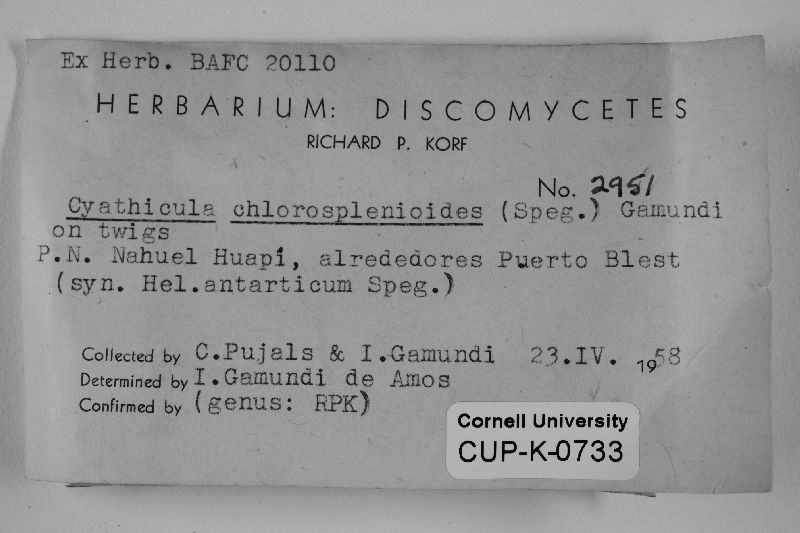 Ex Herb. BAFC 20110
HERBARIUM: DISCOMYCETES
RICHARD P. KORF
No. 2951
Cyathicula chlorosplenioides (Speg.) Gamundi
on twigs
P.N. Nahuel Huapí, alrededores Puerto Blest
(syn. Hel.antarticum Speg.)
Collected by C.Pujals & I.Gamundi 23.IV. 1958
Determined by I.Gamundi de Amos
Confirmed by (genus: RPK)
Cornell University
CUP-K-0733